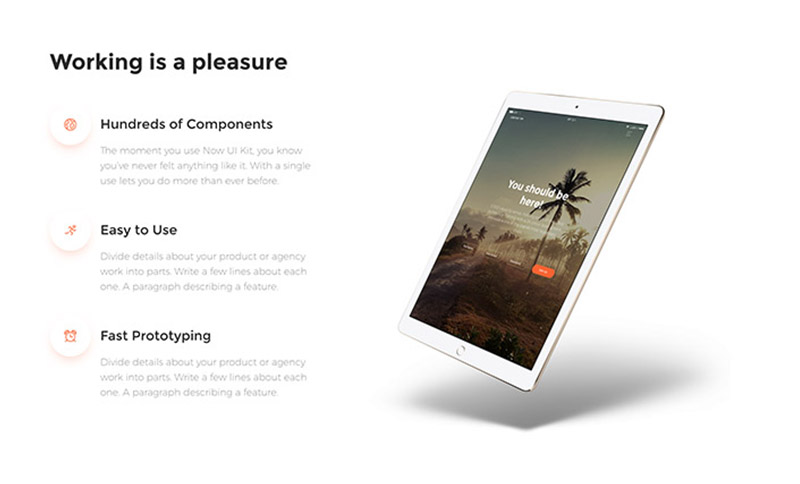 Working is a pleasure
Hundreds of Components
The moment you use Now UI Kit, you know
you've never felt anything like it. With a single
use lets you do more than ever before.
Easy to Use
Divide details about your product or agency
work into parts. Write a few lines about each
one. A paragraph describing a feature.
Fast Prototyping
Divide details about your product or agency
work into parts. Write a few lines about each
one. A paragraph describing a feature.
You should be
here!